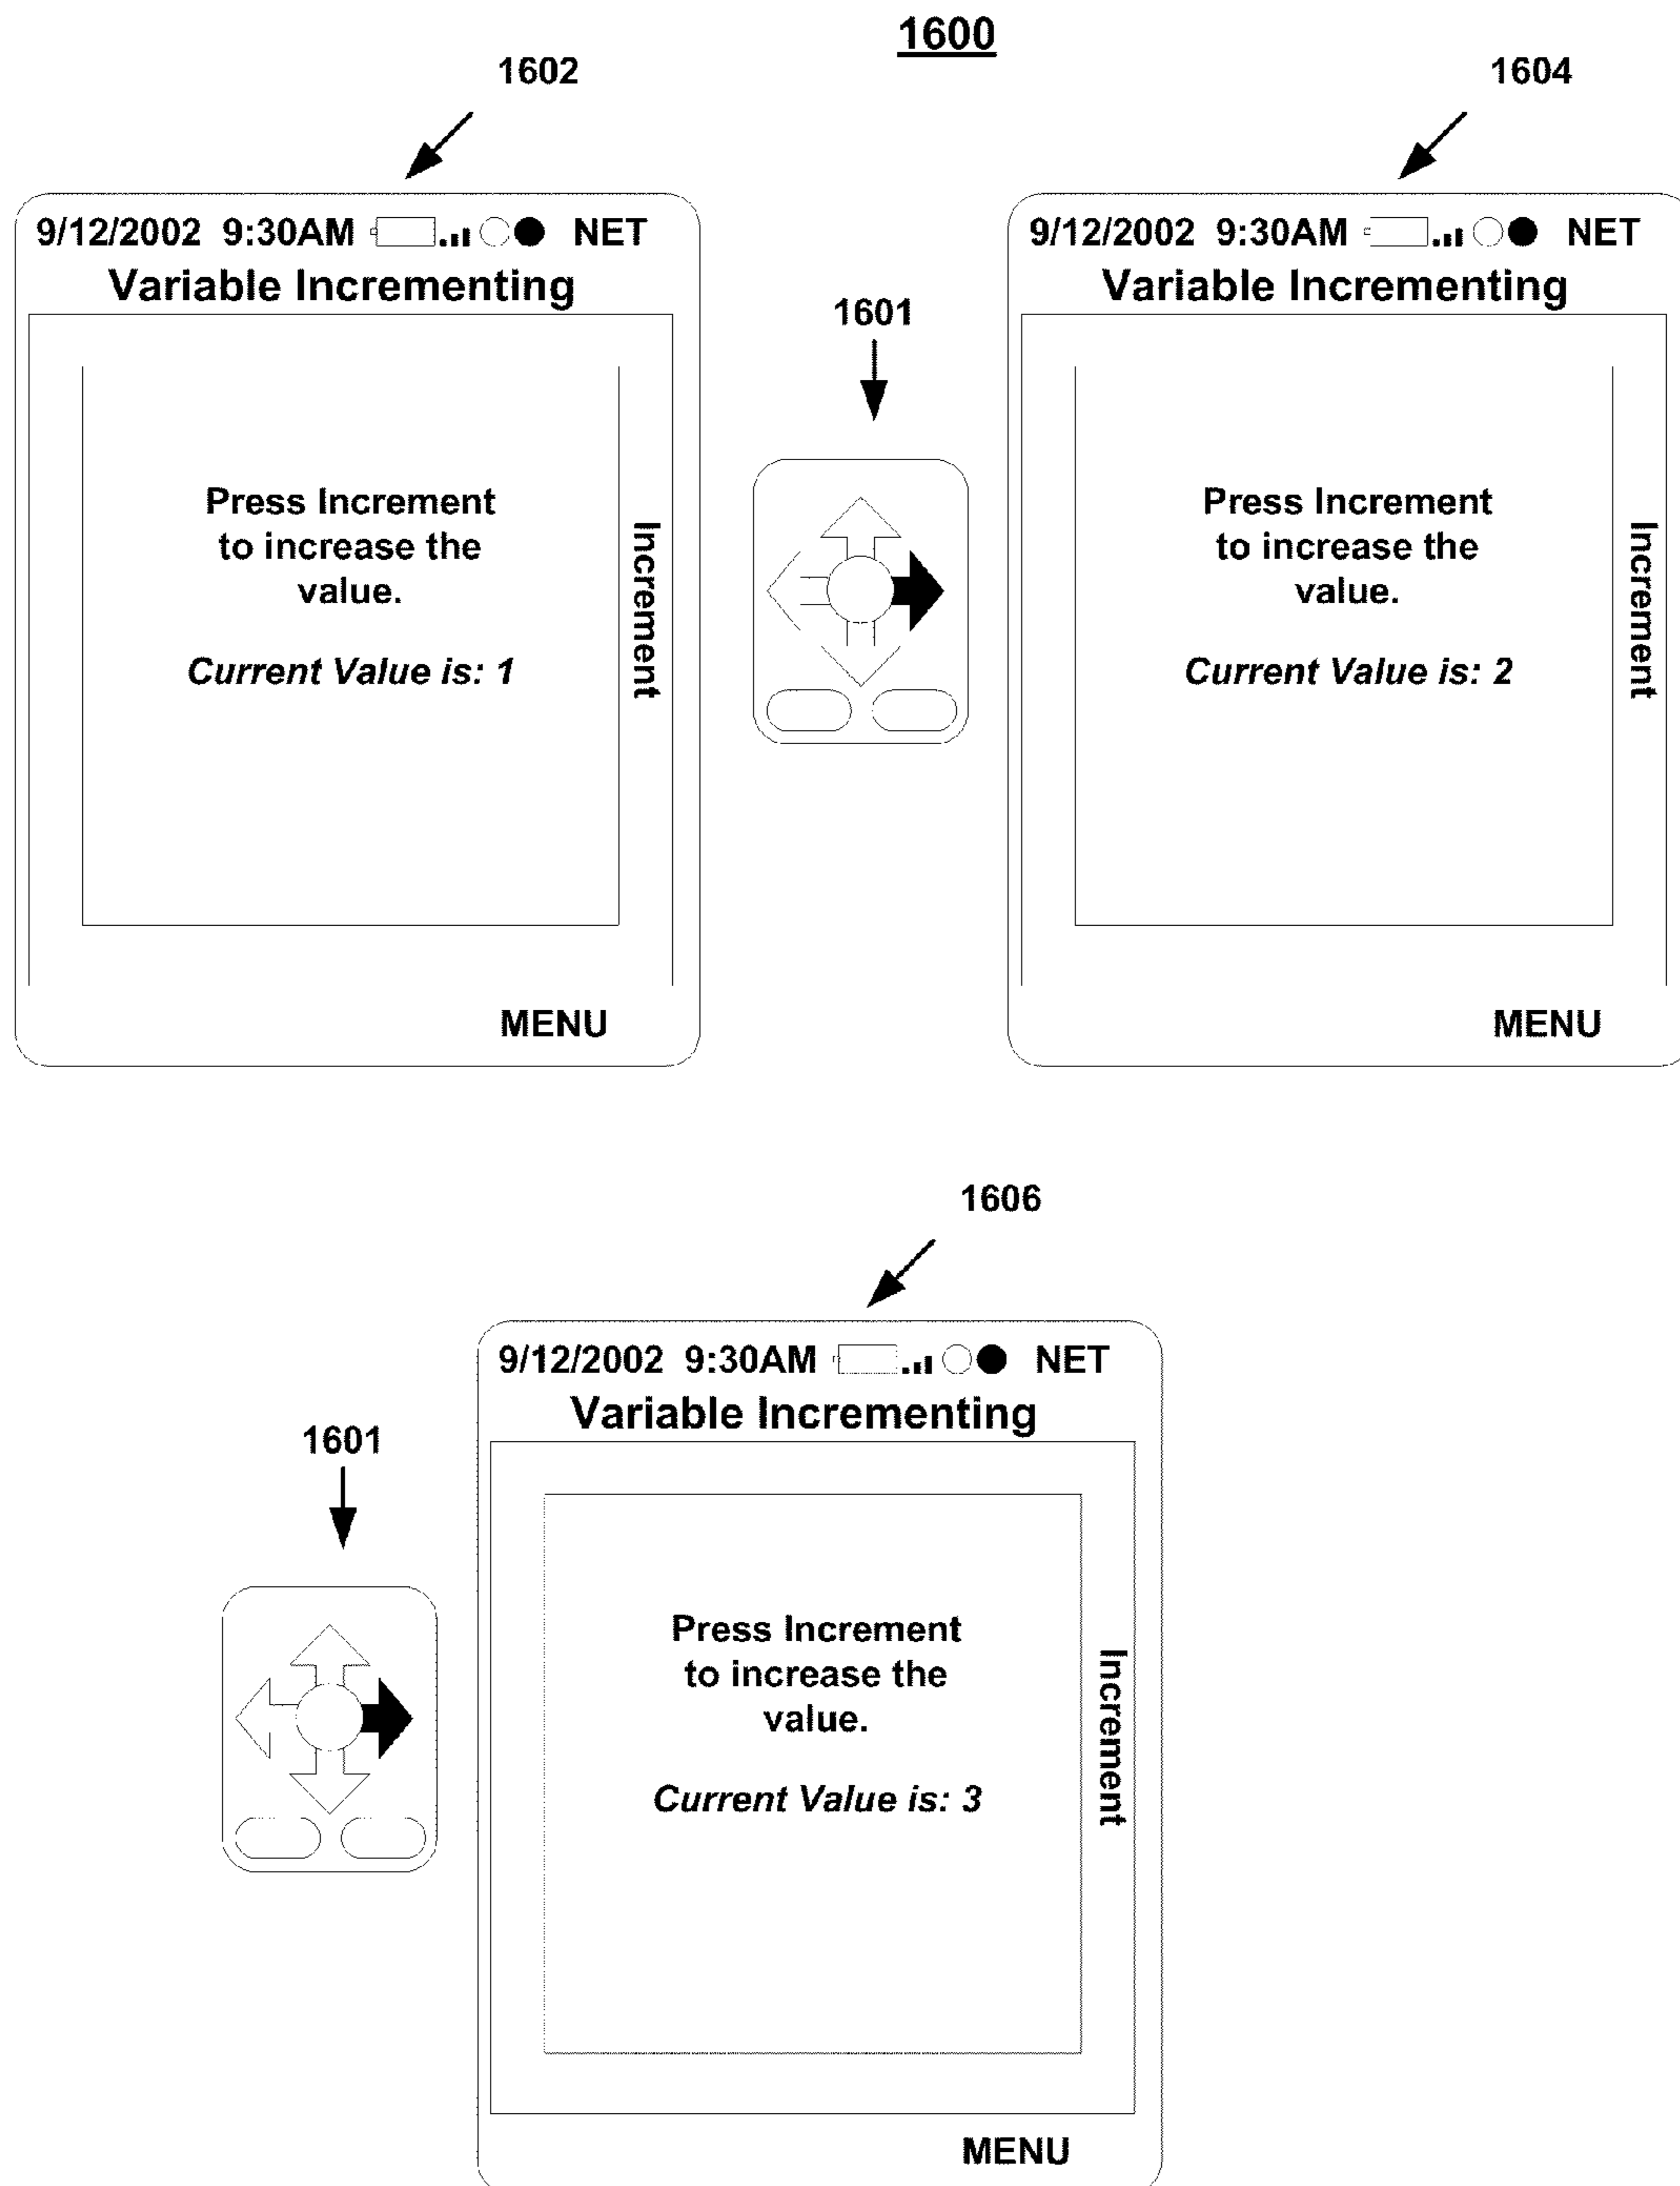 1600
1602
1604
9/12/2002 9:30AM NET
Variable Incrementing
Press Increment
to increase the
value.
Current Value is: 1
Increment
MENU
1601
9/12/2002 9:30AM NET
Variable Incrementing
Press Increment
to increase the
value.
Current Value is: 2
Increment
MENU
1606
1601
9/12/2002 9:30AM NET
Variable Incrementing
Press Increment
to increase the
value.
Current Value is: 3
Increment
MENU